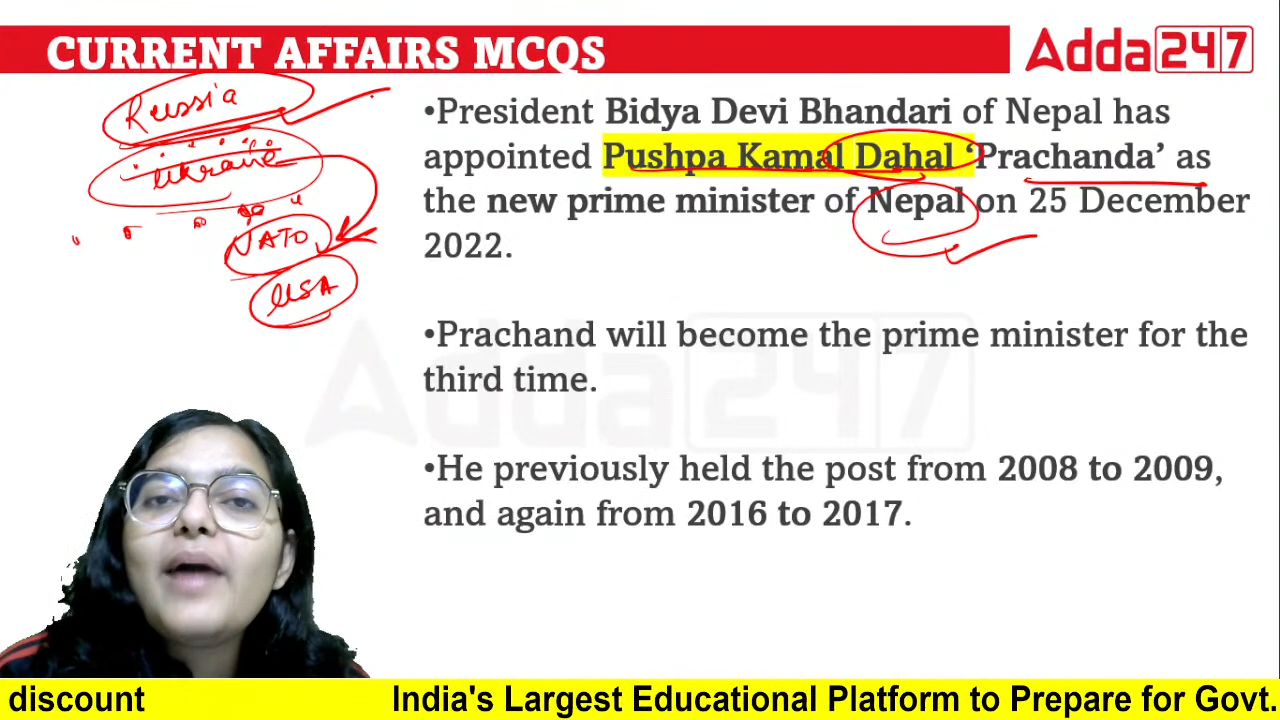 CURRENT AFFAIRS MCQS
Adda247
Russia
Ukraine
NATO
USA
•President Bidya Devi Bhandari of Nepal has
appointed Pushpa Kamal Dahal ‘Prachanda’ as
the new prime minister of Nepal on 25 December
2022.
•Prachand will become the prime minister for the
third time.
•He previously held the post from 2008 to 2009,
and again from 2016 to 2017.
Adda247
discount India's Largest Educational Platform to Prepare for Govt.